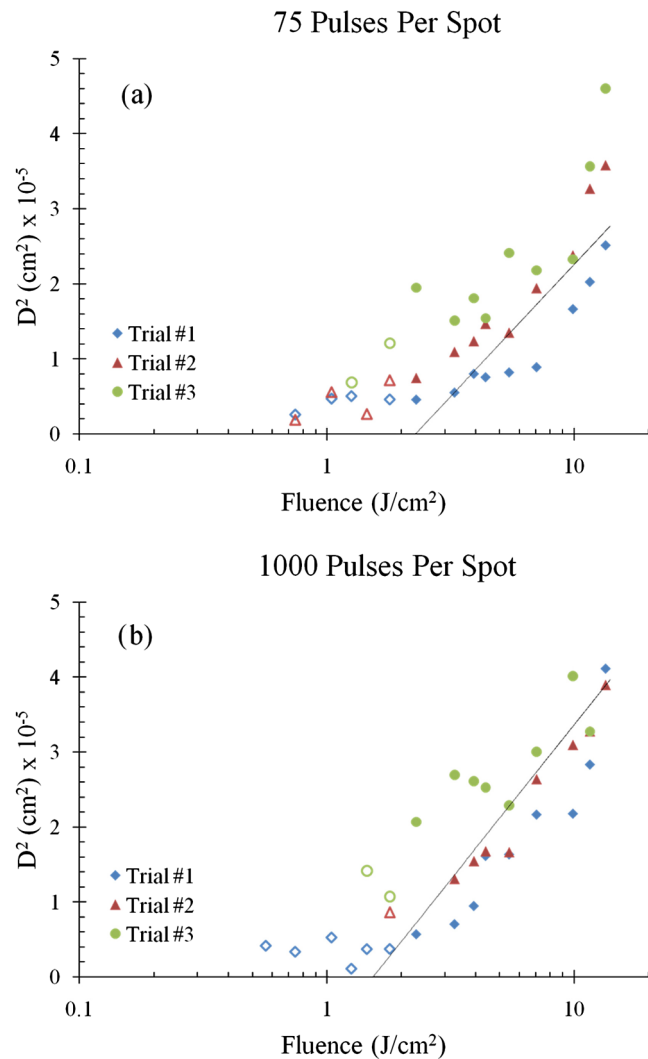 75 Pulses Per Spot
(a)
5
4
3
2
1
0
D² (cm²) x 10⁻⁵
Trial #1
Trial #2
Trial #3
0.1 1 10
Fluence (J/cm²)
1000 Pulses Per Spot
(b)
5
4
3
2
1
0
D² (cm²) x 10⁻⁵
Trial #1
Trial #2
Trial #3
0.1 1 10
Fluence (J/cm²)